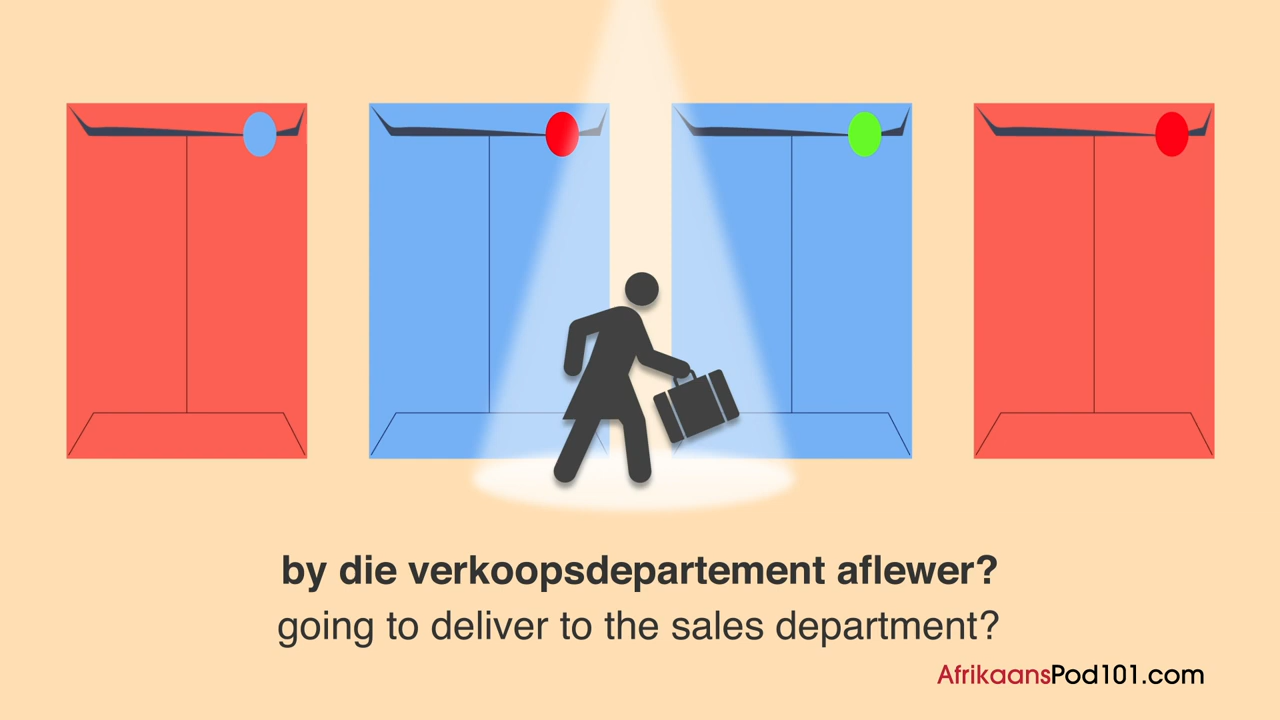 by die verkoopsdepartement aflewer?
going to deliver to the sales department?
AfrikaansPod101.com